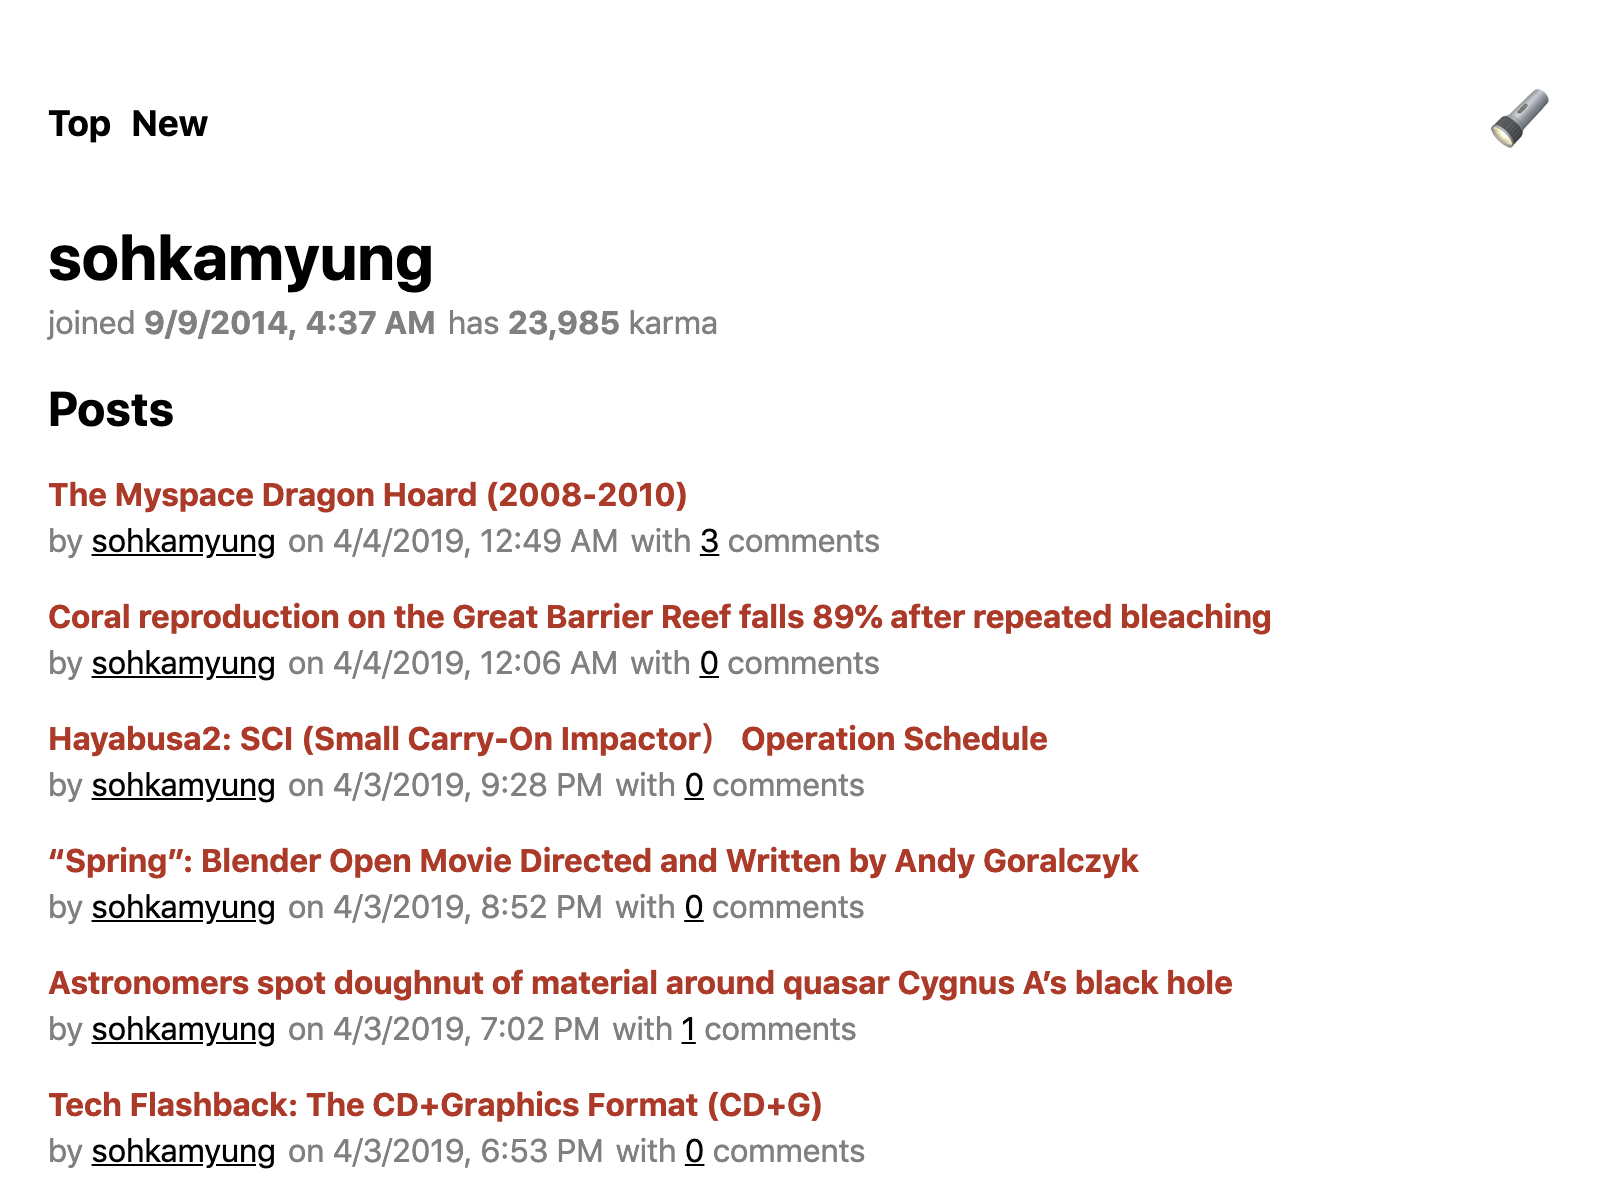 Top New
sohkamyung
joined 9/9/2014, 4:37 AM has 23,985 karma
Posts
The Myspace Dragon Hoard (2008-2010)
by sohkamyung on 4/4/2019, 12:49 AM with 3 comments
Coral reproduction on the Great Barrier Reef falls 89% after repeated bleaching
by sohkamyung on 4/4/2019, 12:06 AM with 0 comments
Hayabusa2: SCI (Small Carry-On Impactor） Operation Schedule
by sohkamyung on 4/3/2019, 9:28 PM with 0 comments
“Spring”: Blender Open Movie Directed and Written by Andy Goralczyk
by sohkamyung on 4/3/2019, 8:52 PM with 0 comments
Astronomers spot doughnut of material around quasar Cygnus A’s black hole
by sohkamyung on 4/3/2019, 7:02 PM with 1 comments
Tech Flashback: The CD+Graphics Format (CD+G)
by sohkamyung on 4/3/2019, 6:53 PM with 0 comments